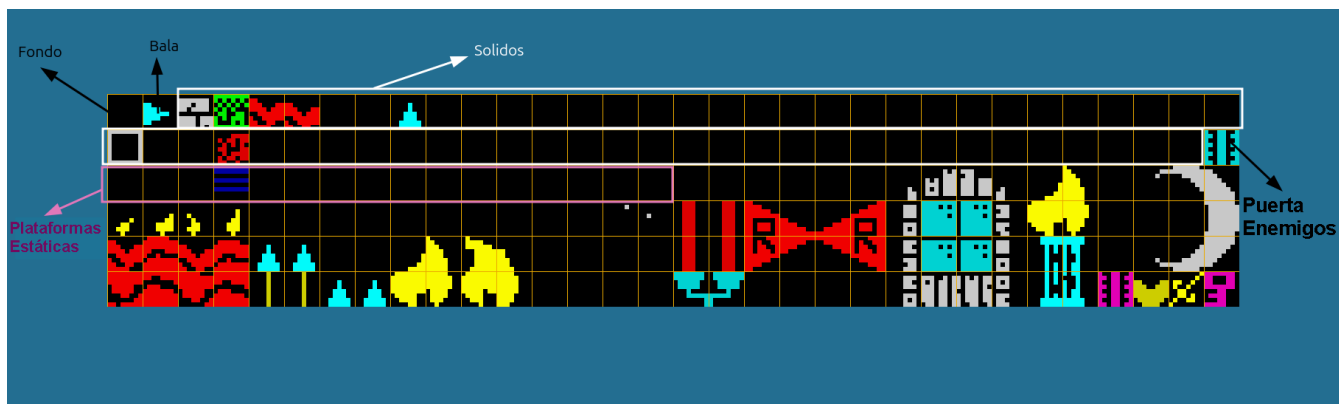 Fondo
Bala
Solidos
Plataformas
Estáticas
Puerta
Enemigos